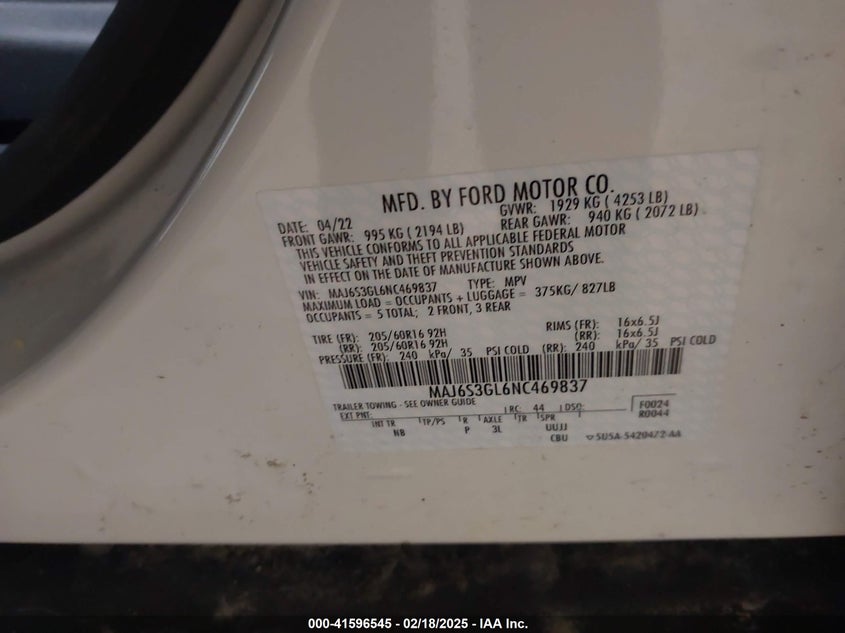 MFD. BY FORD MOTOR CO.
DATE: 04/22 GVWR: 1929 KG ( 4253 LB)
FRONT GAWR: 995 KG ( 2194 LB) REAR GAWR: 940 KG ( 2072 LB)
THIS VEHICLE CONFORMS TO ALL APPLICABLE FEDERAL MOTOR
VEHICLE SAFETY AND THEFT PREVENTION STANDARDS
IN EFFECT ON THE DATE OF MANUFACTURE SHOWN ABOVE.
VIN: MAJ6S3GL6NC469837 TYPE: MPV
MAXIMUM LOAD = OCCUPANTS + LUGGAGE = 375KG/ 827LB
OCCUPANTS = 5 TOTAL; 2 FRONT, 3 REAR
TIRE (FR): 205/60R16 92H RIMS (FR): 16x6.5J
(RR): 205/60R16 92H (RR): 16x6.5J
PRESSURE (FR): 240 kPa/ 35 PSI COLD (RR): 240 kPa/ 35 PSI COLD
MAJ6S3GL6NC469837
TRAILER TOWING - SEE OWNER GUIDE
EXT PNT: RC: 44 DSO: F0024
R0044
INT TR TP/PS R AXLE TR SPR
NB P 3L UUJJ
CBU 5U5A-5420472-AA
000-41596545 - 02/18/2025 - IAA Inc.